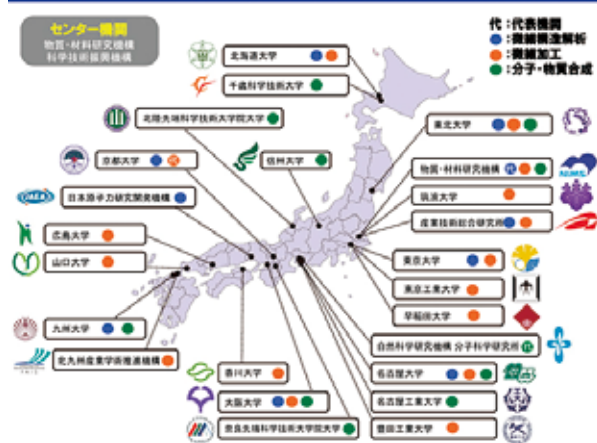 センター機関
物質・材料研究機構
科学技術振興機構
代：代表機関
：微細構造解析
：微細加工
：分子・物質合成
北海道大学
千歳科学技術大学
北陸先端科学技術大学院大学
東北大学
京都大学 代
信州大学
物質・材料研究機構 代
NIMS
日本原子力研究開発機構
JAEA
筑波大学
産業技術総合研究所
広島大学
山口大学
東京大学
東京工業大学
早稲田大学
九州大学
自然科学研究機構 分子科学研究所 代
北九州産業学術推進機構
香川大学
名古屋大学
大阪大学
名古屋工業大学
奈良先端科学技術大学院大学
豊田工業大学